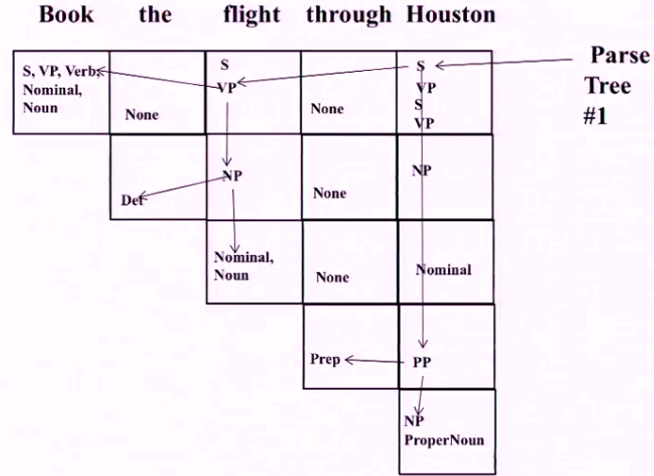 Book the flight through Houston
Parse
Tree
#1
S, VP, Verb,
Nominal,
Noun
None
S
VP
None
S
VP
S
VP
Det
NP
None
NP
Nominal,
Noun
None
Nominal
Prep
PP
NP
ProperNoun